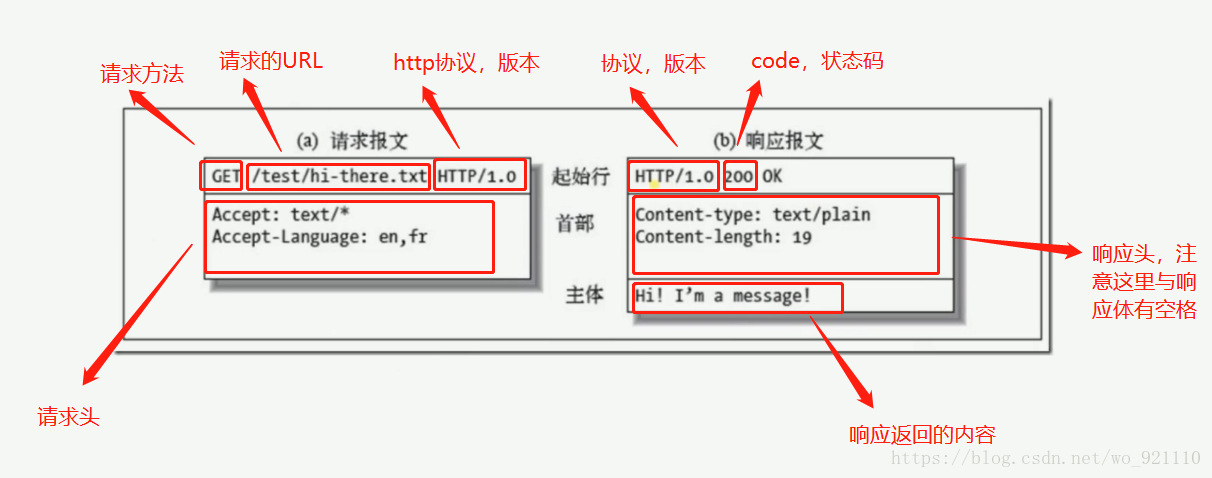 请求方法
请求的URL
http协议，版本
协议，版本
code，状态码
(a) 请求报文
(b) 响应报文
GET /test/hi-there.txt HTTP/1.0
起始行
HTTP/1.0 200 OK
Accept: text/*
Accept-Language: en,fr
首部
Content-type: text/plain
Content-length: 19
主体
Hi! I'm a message!
响应头，注
意这里与响
应体有空格
请求头
响应返回的内容
https://blog.csdn.net/wo_921110